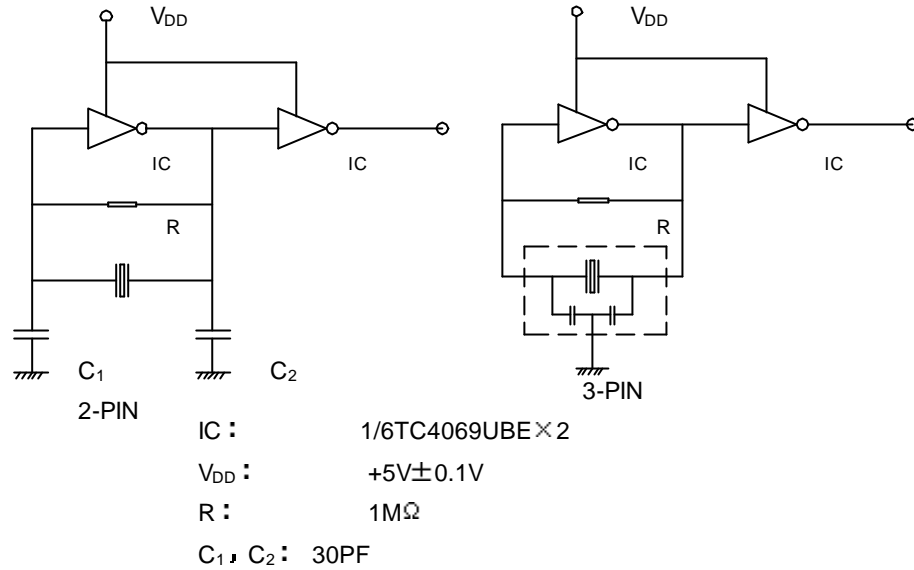 VDD
IC
IC
R
C1
C2
2-PIN
VDD
IC
IC
R
3-PIN
IC: 1/6TC4069UBE×2
VDD: +5V±0.1V
R: 1MΩ
C1, C2: 30PF